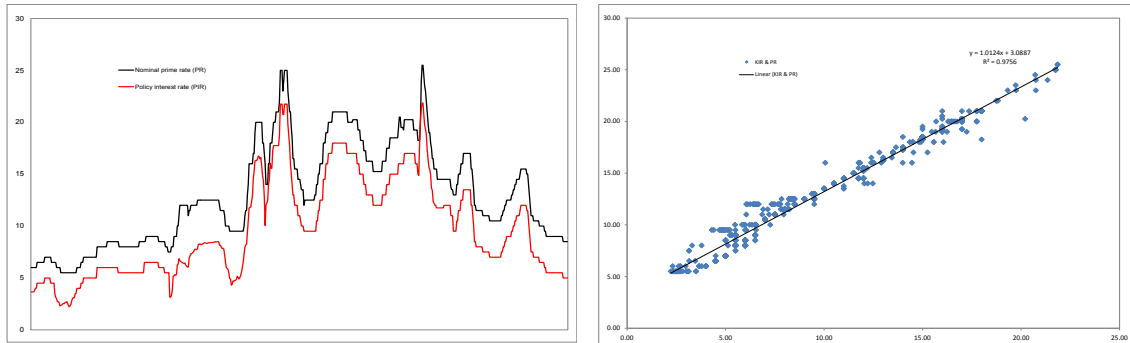 30
25
20
15
10
5
0
Nominal prime rate (PR)
Policy interest rate (PIR)
30.00
25.00
20.00
15.00
10.00
5.00
0.00
y = 1.0124x + 3.0887
R² = 0.9756
KIR & PR
Linear (KIR & PR)
0.00 5.00 10.00 15.00 20.00 25.00